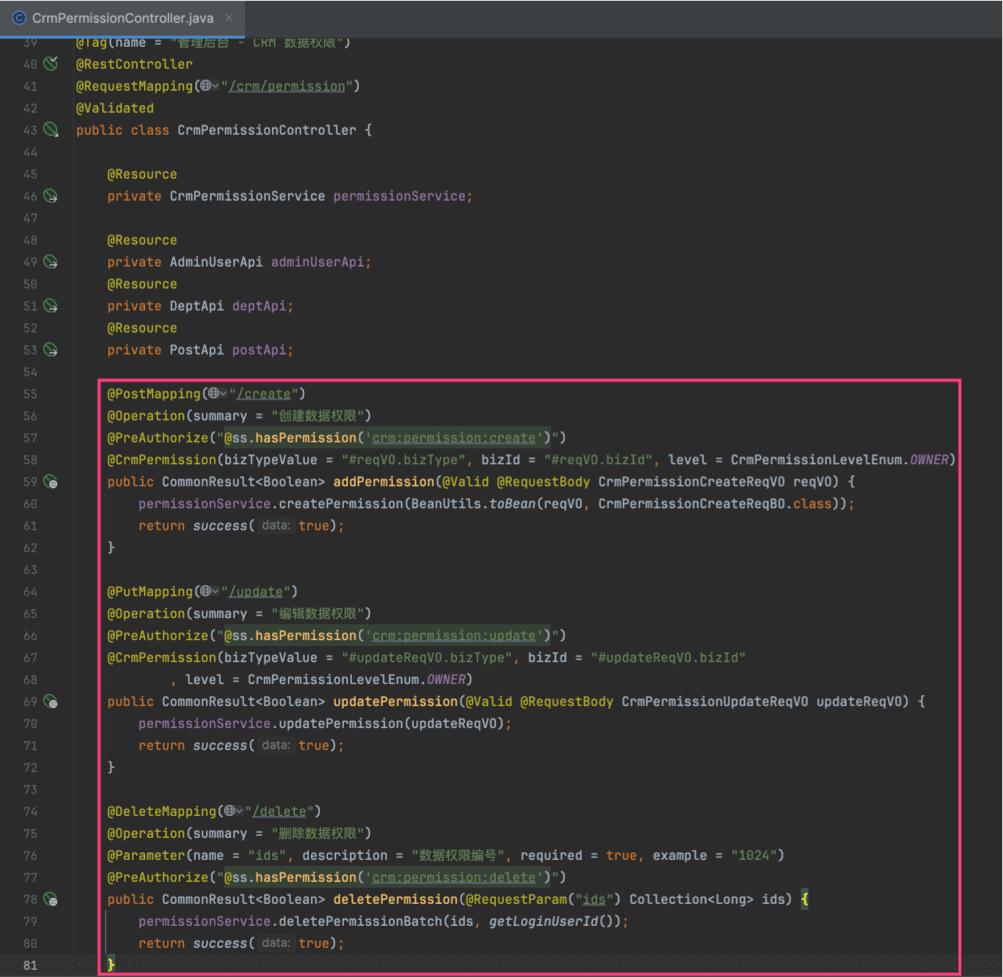 CrmPermissionController.java
39 @Tag(name = "管理后台 - CRM 数据权限")
40 @RestController
41 @RequestMapping("/crm/permission")
42 @Validated
43 public class CrmPermissionController {
44
45 @Resource
46 private CrmPermissionService permissionService;
47
48 @Resource
49 private AdminUserApi adminUserApi;
50 @Resource
51 private DeptApi deptApi;
52 @Resource
53 private PostApi postApi;
54
55 @PostMapping("/create")
56 @Operation(summary = "创建数据权限")
57 @PreAuthorize("@ss.hasPermission('crm:permission:create')")
58 @CrmPermission(bizTypeValue = "#reqVO.bizType", bizId = "#reqVO.bizId", level = CrmPermissionLevelEnum.OWNER)
59 public CommonResult<Boolean> addPermission(@Valid @RequestBody CrmPermissionCreateReqVO reqVO) {
60 permissionService.createPermission(BeanUtils.toBean(reqVO, CrmPermissionCreateReqBO.class));
61 return success( data: true);
62 }
63
64 @PutMapping("/update")
65 @Operation(summary = "编辑数据权限")
66 @PreAuthorize("@ss.hasPermission('crm:permission:update')")
67 @CrmPermission(bizTypeValue = "#updateReqVO.bizType", bizId = "#updateReqVO.bizId"
68 , level = CrmPermissionLevelEnum.OWNER)
69 public CommonResult<Boolean> updatePermission(@Valid @RequestBody CrmPermissionUpdateReqVO updateReqVO) {
70 permissionService.updatePermission(updateReqVO);
71 return success( data: true);
72 }
73
74 @DeleteMapping("/delete")
75 @Operation(summary = "删除数据权限")
76 @Parameter(name = "ids", description = "数据权限编号", required = true, example = "1024")
77 @PreAuthorize("@ss.hasPermission('crm:permission:delete')")
78 public CommonResult<Boolean> deletePermission(@RequestParam("ids") Collection<Long> ids) {
79 permissionService.deletePermissionBatch(ids, getLoginUserId());
80 return success( data: true);
81 }